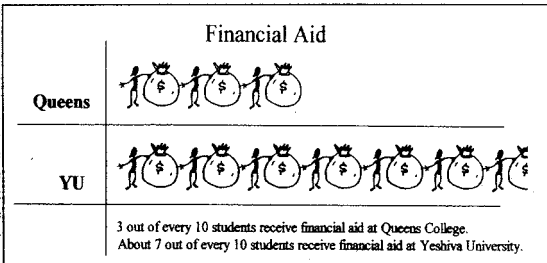 Financial Aid
Queens
$ $ $
YU
$ $ $ $ $ $ $
3 out of every 10 students receive financial aid at Queens College.
About 7 out of every 10 students receive financial aid at Yeshiva University.